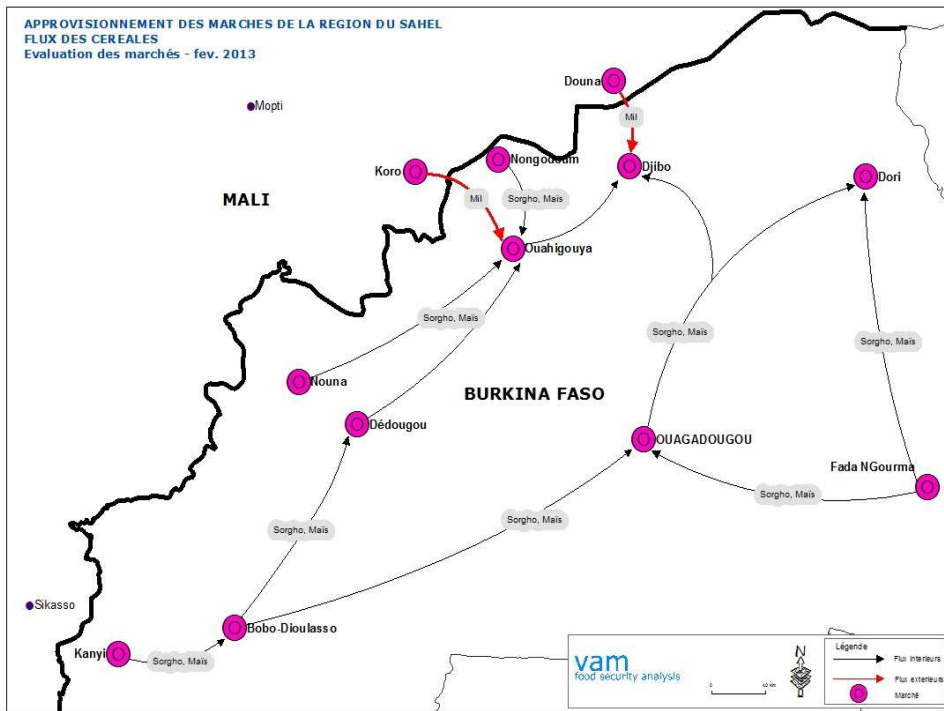 APPROVISIONNEMENT DES MARCHES DE LA REGION DU SAHEL
FLUX DES CEREALES
Evaluation des marchés - fev. 2013
Douna
Mopti
Mil
Nongodoum
Djibo
Koro
Dori
MALI
Mil
Sorgho, Maïs
Ouahigouya
Sorgho, Maïs
Sorgho, Maïs
Sorgho, Maïs
Nouna
BURKINA FASO
Dédougou
OUAGADOUGOU
Fada NGourma
Sorgho, Maïs
Sorgho, Maïs
Sorgho, Maïs
Sikasso
Bobo-Dioulasso
Kanyi
Sorgho, Maïs
vam
food security analysis
0 40 Km
N
Légende
Flux interieurs
Flux exterieurs
Marché